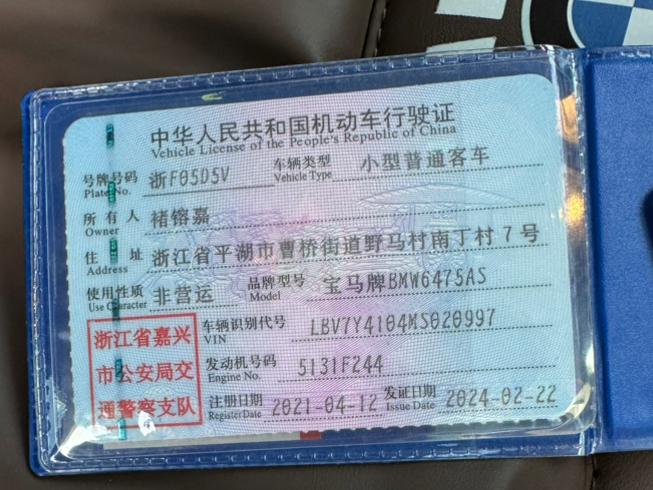 中华人民共和国机动车行驶证
Vehicle License of the People's Republic of China
号牌号码 浙F05D5V 车辆类型 小型普通客车
Plate No. Vehicle Type
所有人 褚镕嘉
Owner
住址 浙江省平湖市曹桥街道野马村南丁村7号
Address
使用性质 非营运 品牌型号 宝马牌BMW6475AS
Use Character Model
车辆识别代号 LBV7Y4104MS020997
VIN
发动机号码 5131F244
Engine No.
注册日期 2021-04-12 发证日期 2024-02-22
Register Date Issue Date
浙江省嘉兴
市公安局交
通警察支队